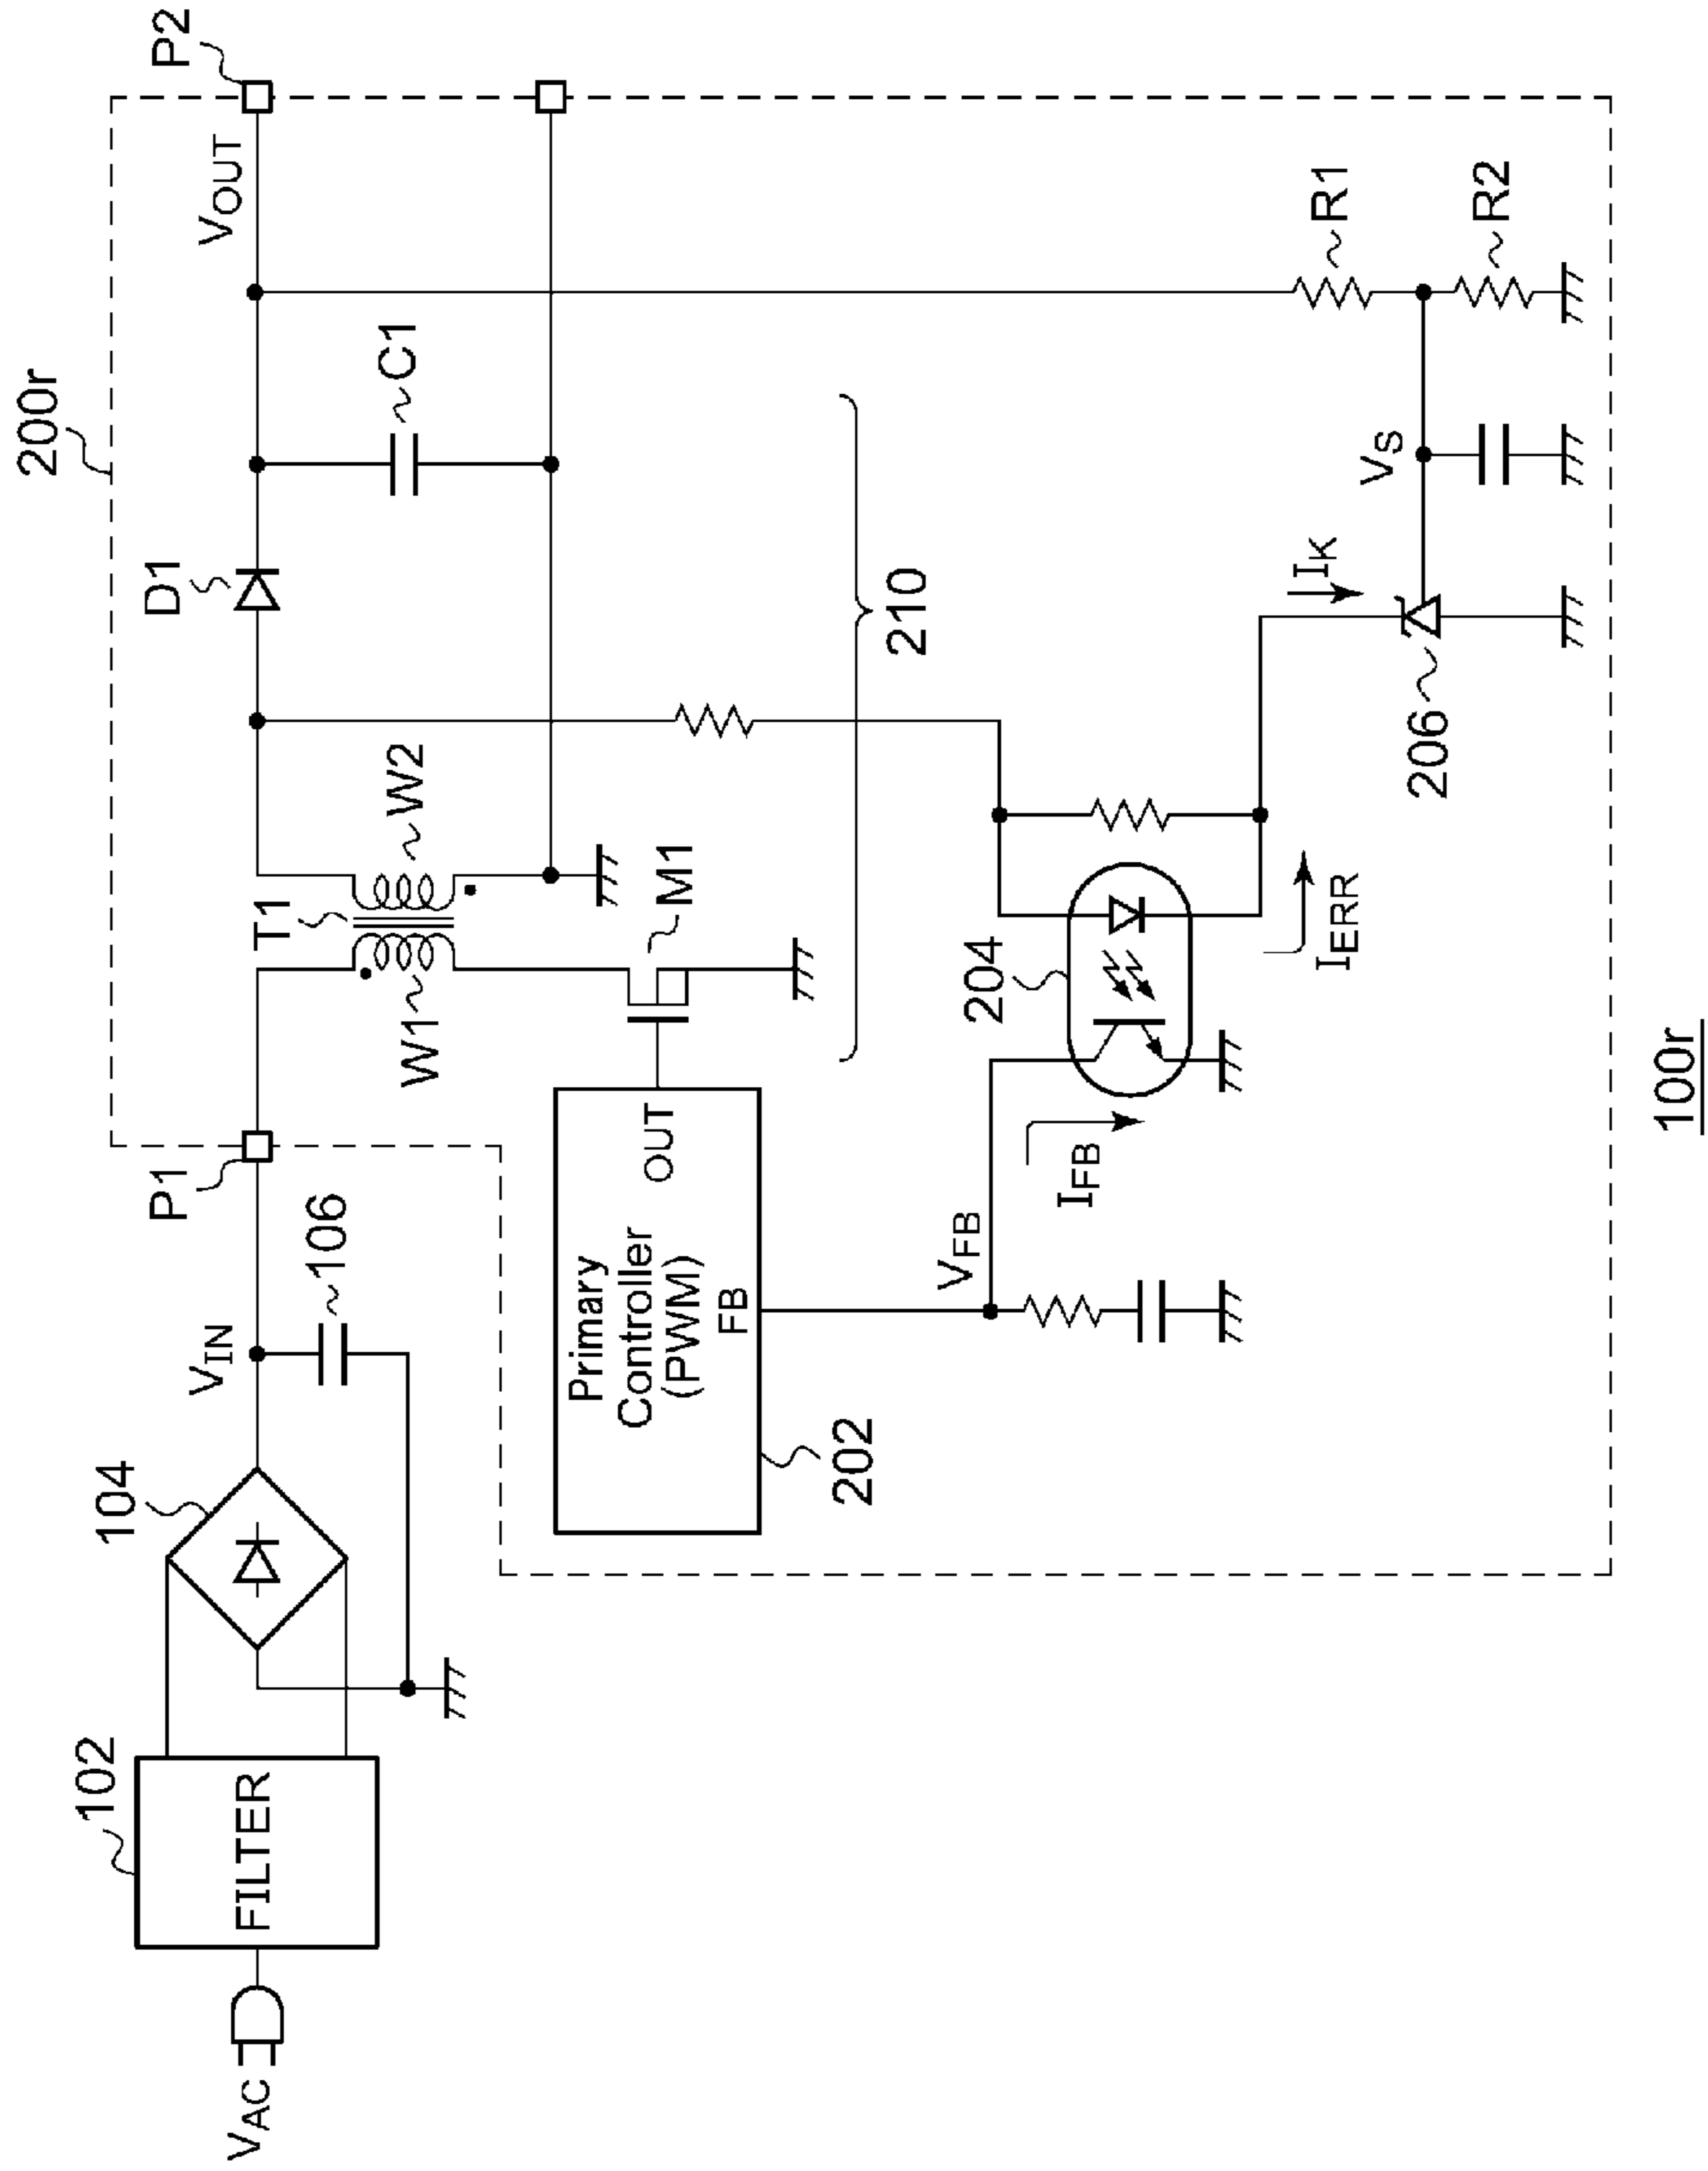 200r
P2
VOUT
D1
C1
T1
W2
W1
M1
P1
106
VIN
104
102
FILTER
VAC
Primary
Controller
(PWM)
OUT
FB
202
210
204
VFB
IFB
IERR
206
IK
VS
R1
R2
100r